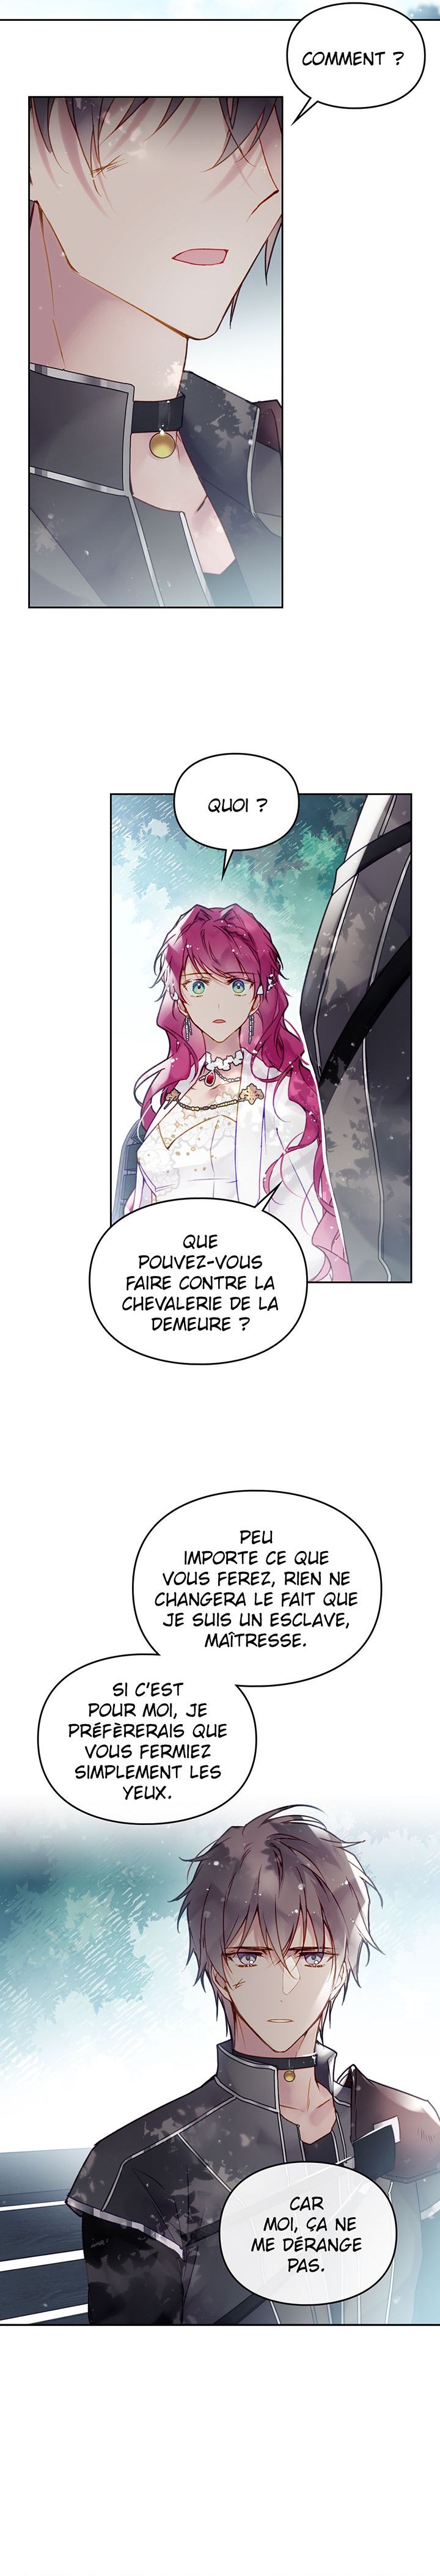 COMMENT ?
QUOI ?
QUE
POUVEZ-VOUS
FAIRE CONTRE LA
CHEVALERIE DE LA
DEMEURE ?
PEU
IMPORTE CE QUE
VOUS FEREZ, RIEN NE
CHANGERA LE FAIT QUE
JE SUIS UN ESCLAVE,
MAÎTRESSE.
SI C'EST
POUR MOI, JE
PRÉFÈRERAIS QUE
VOUS FERMIEZ
SIMPLEMENT LES
YEUX.
CAR
MOI, ÇA NE
ME DÉRANGE
PAS.